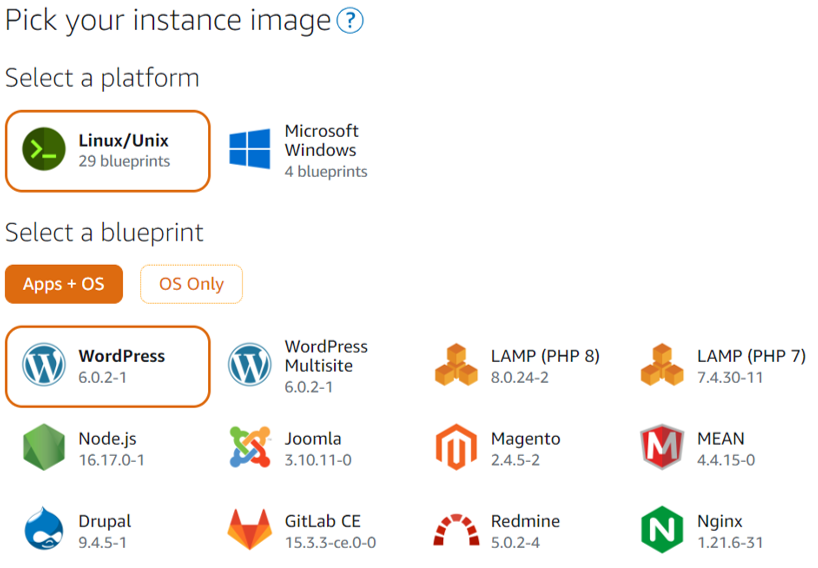 Pick your instance image ?
Select a platform
Linux/Unix
29 blueprints
Microsoft
Windows
4 blueprints
Select a blueprint
Apps + OS
OS Only
WordPress
6.0.2-1
WordPress
Multisite
6.0.2-1
LAMP (PHP 8)
8.0.24-2
LAMP (PHP 7)
7.4.30-11
Node.js
16.17.0-1
Joomla
3.10.11-0
Magento
2.4.5-2
MEAN
4.4.15-0
Drupal
9.4.5-1
GitLab CE
15.3.3-ce.0-0
Redmine
5.0.2-4
Nginx
1.21.6-31